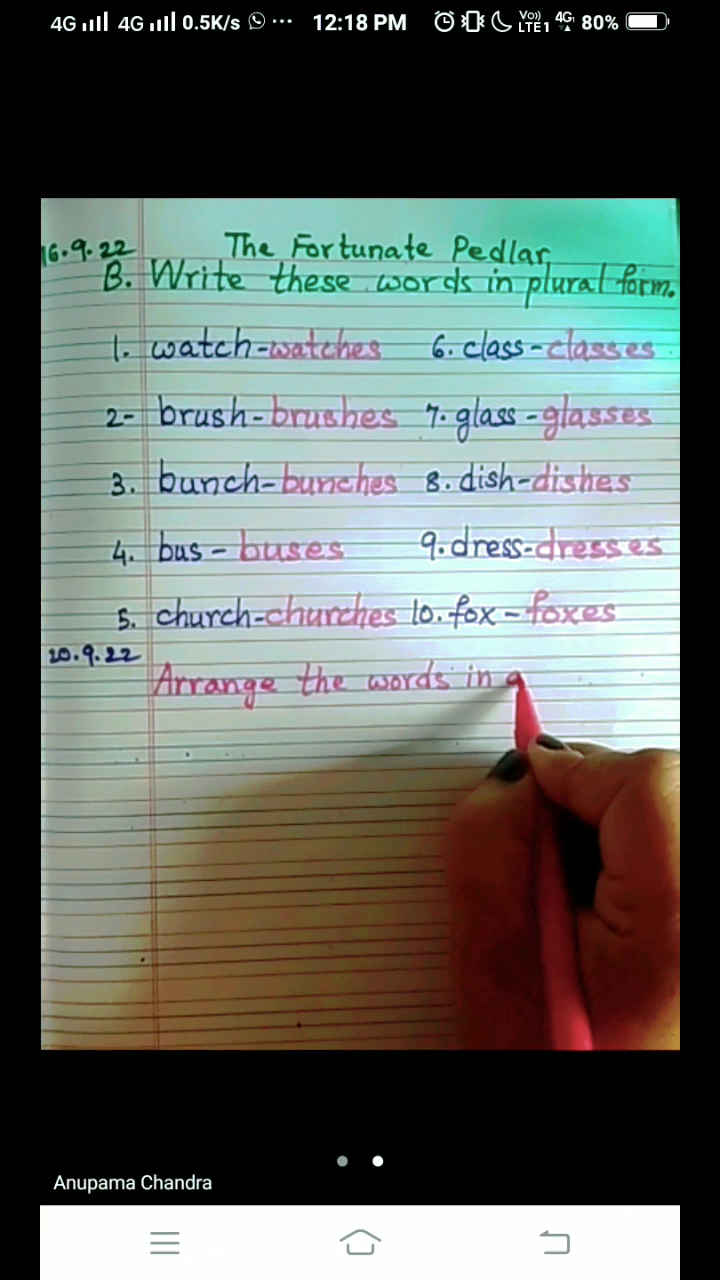 4G 4G 0.5K/s ... 12:18 PM Vo)) LTE1 4G 80%
16.9.22 The Fortunate Pedlar
B. Write these words in plural form.
1. watch-watches 6. class-classes
2- brush-brushes 7. glass-glasses
3. bunch-bunches 8. dish-dishes
4. bus-buses 9. dress-dresses
5. church-churches 10. fox-foxes
20.9.22
Arrange the words in
Anupama Chandra